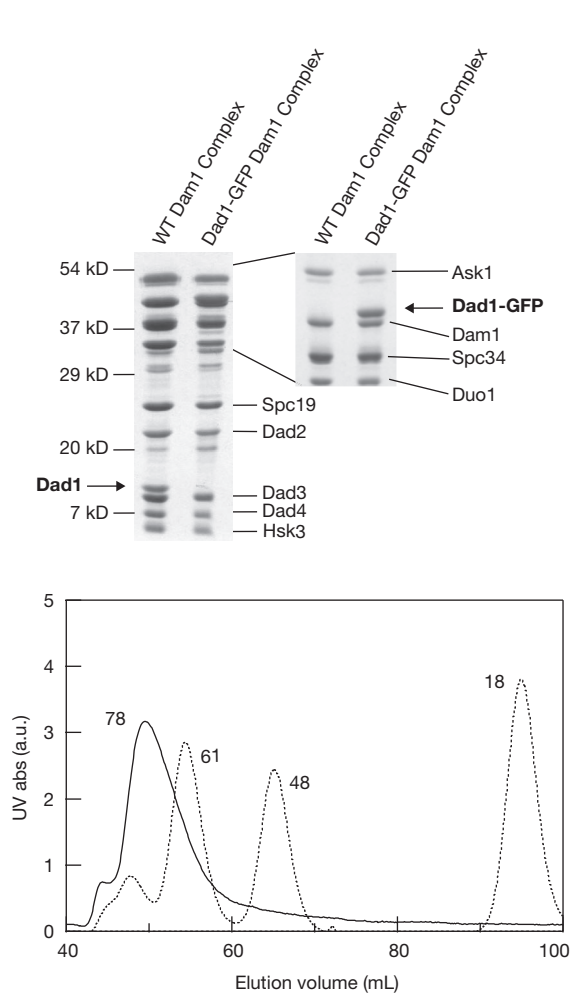 WT Dam1 Complex
Dad1-GFP Dam1 Complex
WT Dam1 Complex
Dad1-GFP Dam1 Complex
54 kD
37 kD
29 kD
20 kD
Dad1
7 kD
Spc19
Dad2
Dad3
Dad4
Hsk3
Ask1
Dad1-GFP
Dam1
Spc34
Duo1
5
4
3
2
1
0
UV abs (a.u.)
78
61
48
18
40
60
80
100
Elution volume (mL)